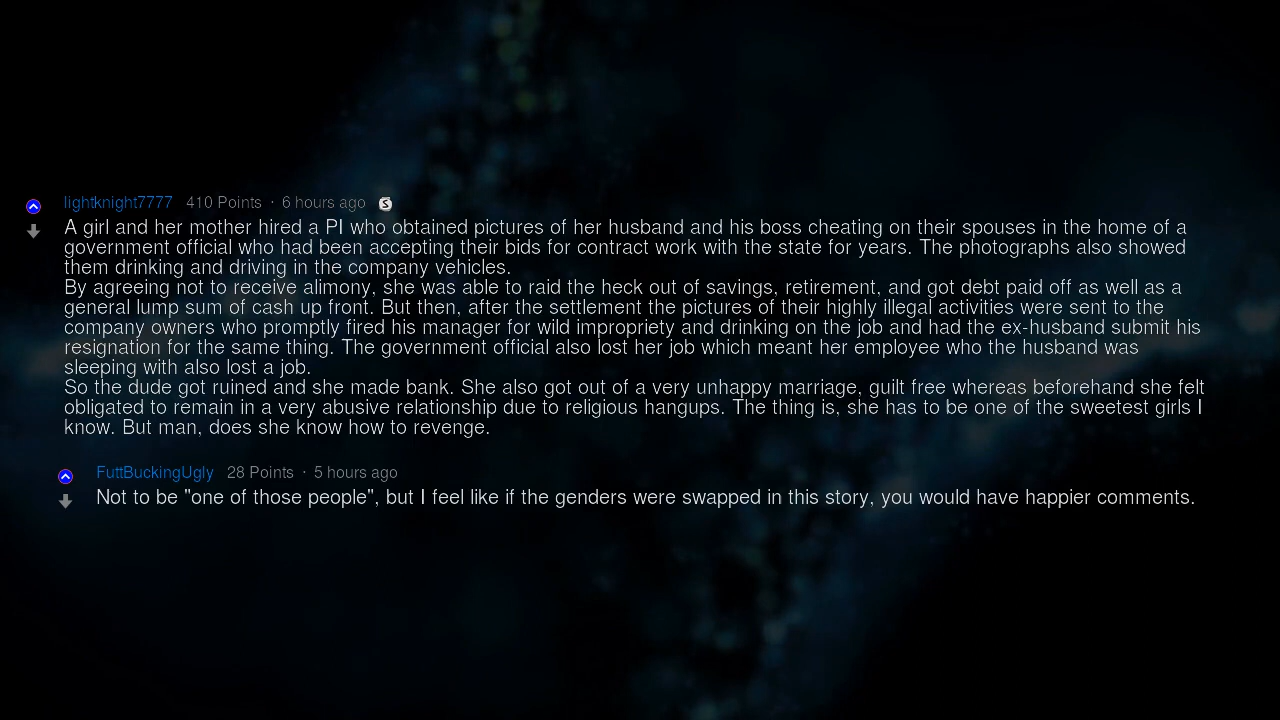 lightknight7777 410 Points · 6 hours ago S
A girl and her mother hired a PI who obtained pictures of her husband and his boss cheating on their spouses in the home of a
government official who had been accepting their bids for contract work with the state for years. The photographs also showed
them drinking and driving in the company vehicles.
By agreeing not to receive alimony, she was able to raid the heck out of savings, retirement, and got debt paid off as well as a
general lump sum of cash up front. But then, after the settlement the pictures of their highly illegal activities were sent to the
company owners who promptly fired his manager for wild impropriety and drinking on the job and had the ex-husband submit his
resignation for the same thing. The government official also lost her job which meant her employee who the husband was
sleeping with also lost a job.
So the dude got ruined and she made bank. She also got out of a very unhappy marriage, guilt free whereas beforehand she felt
obligated to remain in a very abusive relationship due to religious hangups. The thing is, she has to be one of the sweetest girls I
know. But man, does she know how to revenge.
FuttBuckingUgly 28 Points · 5 hours ago
Not to be "one of those people", but I feel like if the genders were swapped in this story, you would have happier comments.